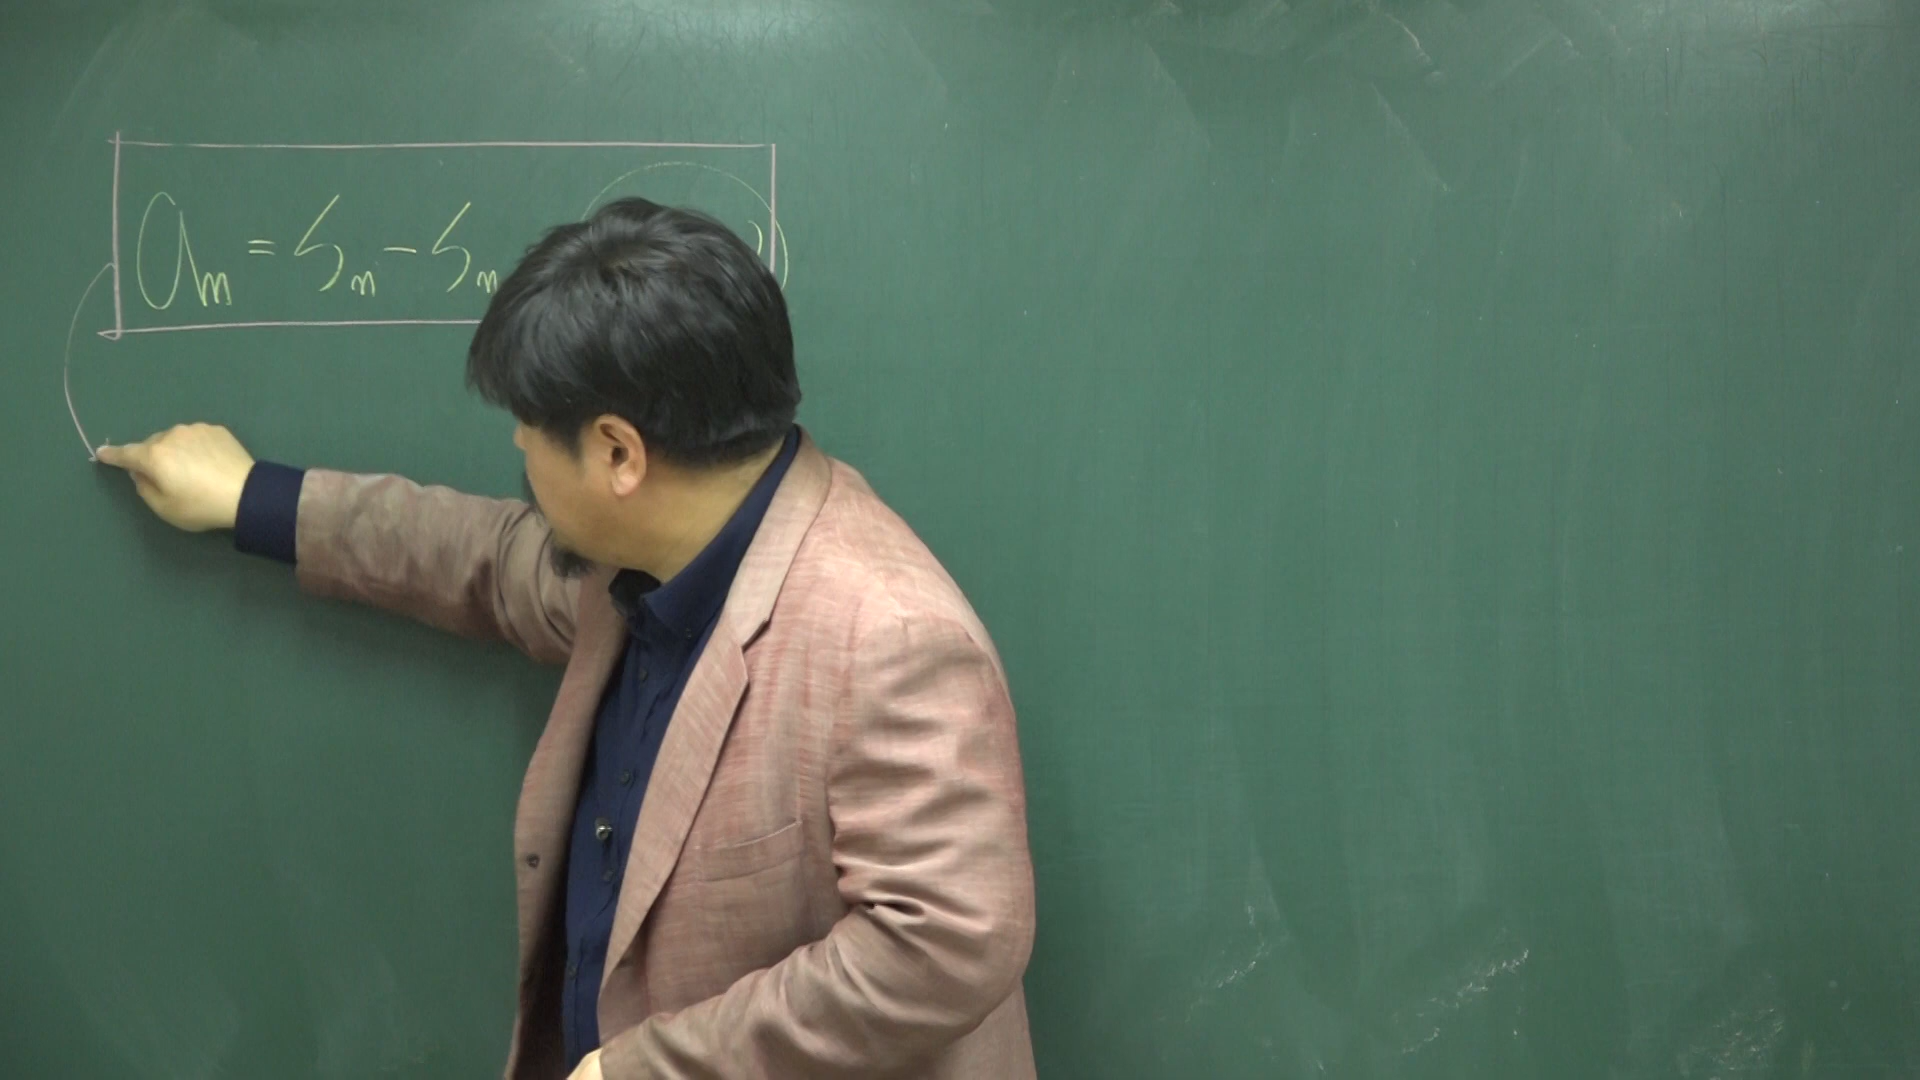 aₙ = Sₙ - Sₙ